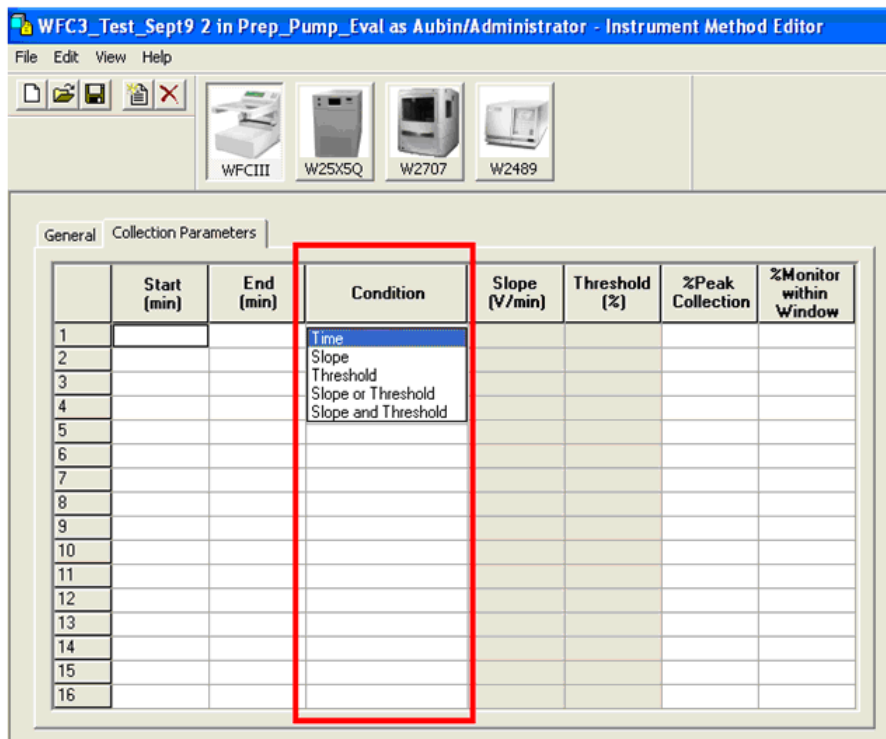 WFC3_Test_Sept9 2 in Prep_Pump_Eval as Aubin/Administrator - Instrument Method Editor
File Edit View Help
WFCIII W25X5Q W2707 W2489
General Collection Parameters
Start (min) End (min) Condition Slope (V/min) Threshold (%) %Peak Collection %Monitor within Window
1 Time
2 Slope
3 Threshold
4 Slope or Threshold
Slope and Threshold
5
6
7
8
9
10
11
12
13
14
15
16